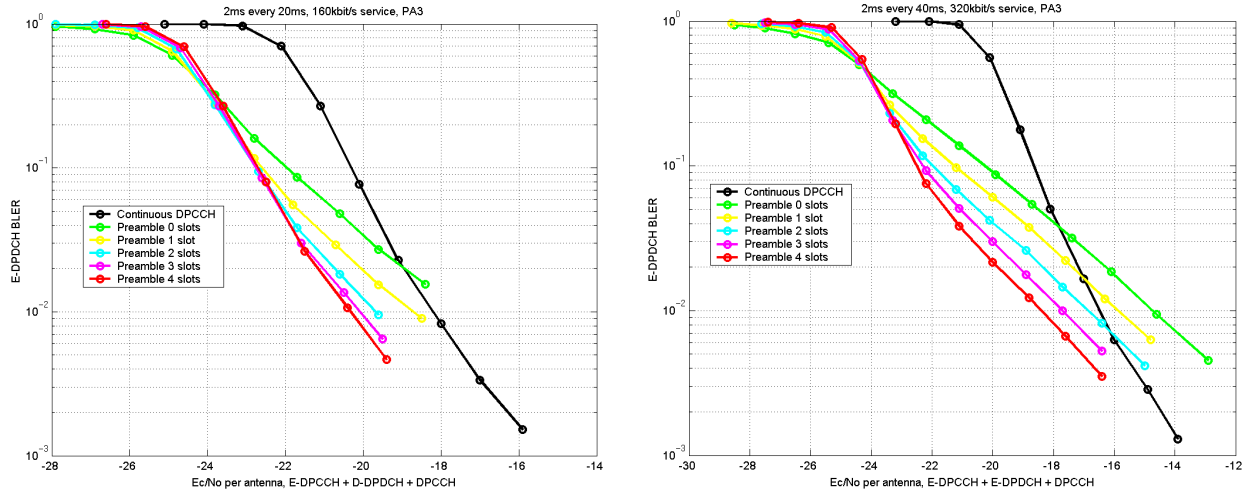 2ms every 20ms, 160kbit/s service, PA3
10^0
10^-1
10^-2
10^-3
E-DPDCH BLER
Continuous DPCCH
Preamble 0 slots
Preamble 1 slot
Preamble 2 slots
Preamble 3 slots
Preamble 4 slots
-28 -26 -24 -22 -20 -18 -16 -14
Ec/No per antenna, E-DPCCH + D-DPDCH + DPCCH
2ms every 40ms, 320kbit/s service, PA3
10^0
10^-1
10^-2
10^-3
E-DPDCH BLER
Continuous DPCCH
Preamble 0 slots
Preamble 1 slot
Preamble 2 slots
Preamble 3 slots
Preamble 4 slots
-30 -28 -26 -24 -22 -20 -18 -16 -14 -12
Ec/No per antenna, E-DPCCH + E-DPDCH + DPCCH